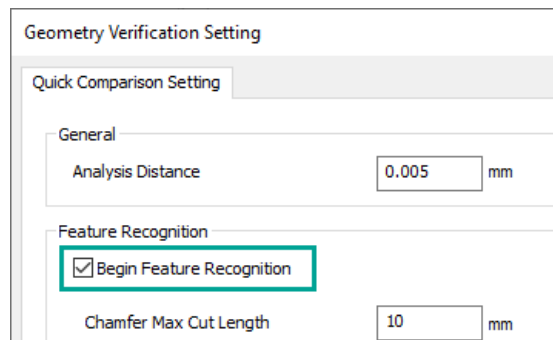 Geometry Verification Setting
Quick Comparison Setting
General
Analysis Distance 0.005 mm
Feature Recognition
Begin Feature Recognition
Chamfer Max Cut Length 10 mm